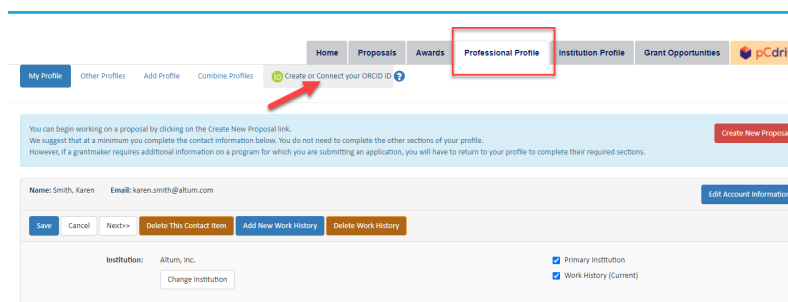 Home Proposals Awards Professional Profile Institution Profile Grant Opportunities pCdri
My Profile Other Profiles Add Profile Combine Profiles iD Create or Connect your ORCID iD ?
You can begin working on a proposal by clicking on the Create New Proposal link.
We suggest that at a minimum you complete the contact information below. You do not need to complete the other sections of your profile.
However, if a grantmaker requires additional information on a program for which you are submitting an application, you will have to return to your profile to complete their required sections.
Create New Proposa
Name: Smith, Karen Email: karen.smith@altum.com
Edit Account Information
Save Cancel Next>> Delete This Contact Item Add New Work History Delete Work History
Institution: Altum, Inc.
Change Institution
Primary Institution
Work History (Current)